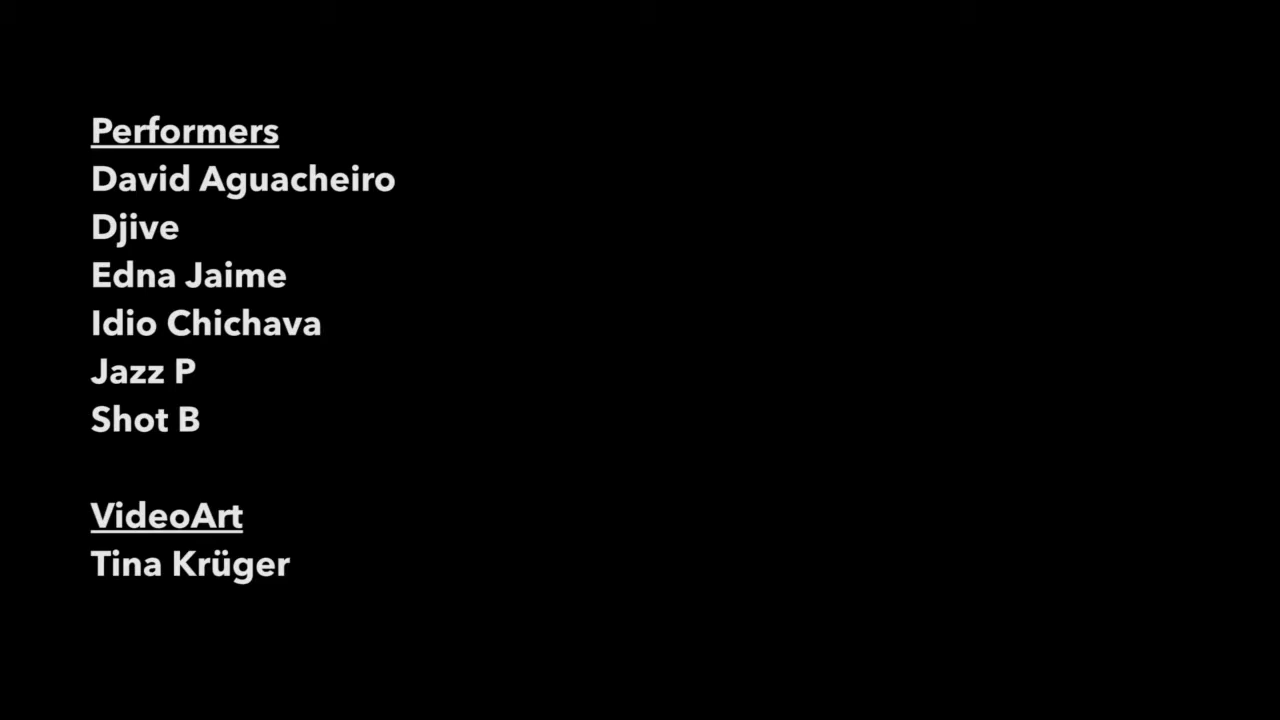 Performers
David Aguacheiro
Djive
Edna Jaime
Idio Chichava
Jazz P
Shot B
VideoArt
Tina Krüger